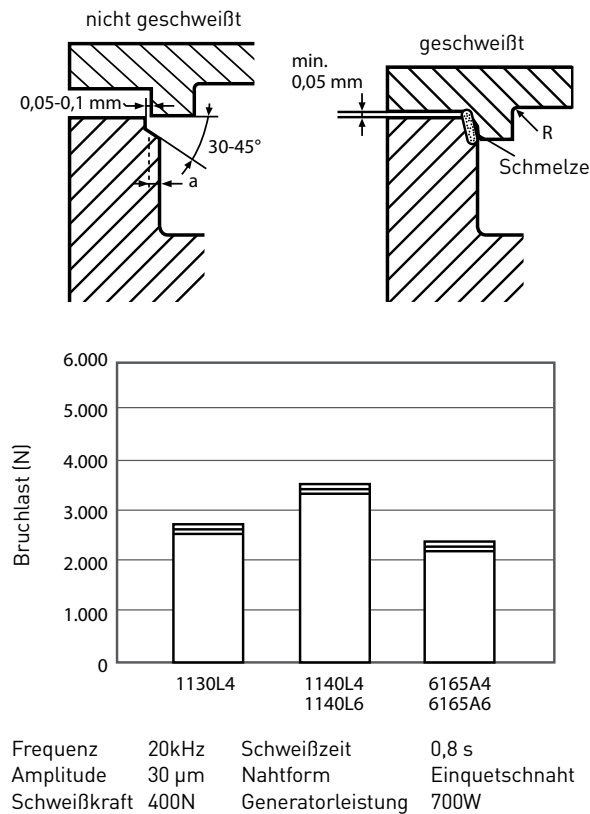 nicht geschweißt
geschweißt
min.
0,05 mm
0,05-0,1 mm
30-45°
a
R
Schmelze
Bruchlast (N)
6.000
5.000
4.000
3.000
2.000
1.000
0
1130L4
1140L4
1140L6
6165A4
6165A6
Frequenz 20kHz Schweißzeit 0,8 s
Amplitude 30 µm Nahtform Einquetschnaht
Schweißkraft 400N Generatorleistung 700W